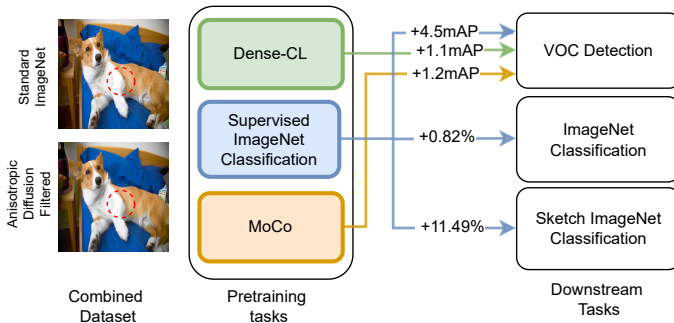 Standard
ImageNet
Anisotropic
Diffusion
Filtered
Combined
Dataset
Dense-CL
Supervised
ImageNet
Classification
MoCo
Pretraining
tasks
+4.5mAP
+1.1mAP
+1.2mAP
+0.82%
+11.49%
VOC Detection
ImageNet
Classification
Sketch ImageNet
Classification
Downstream
Tasks